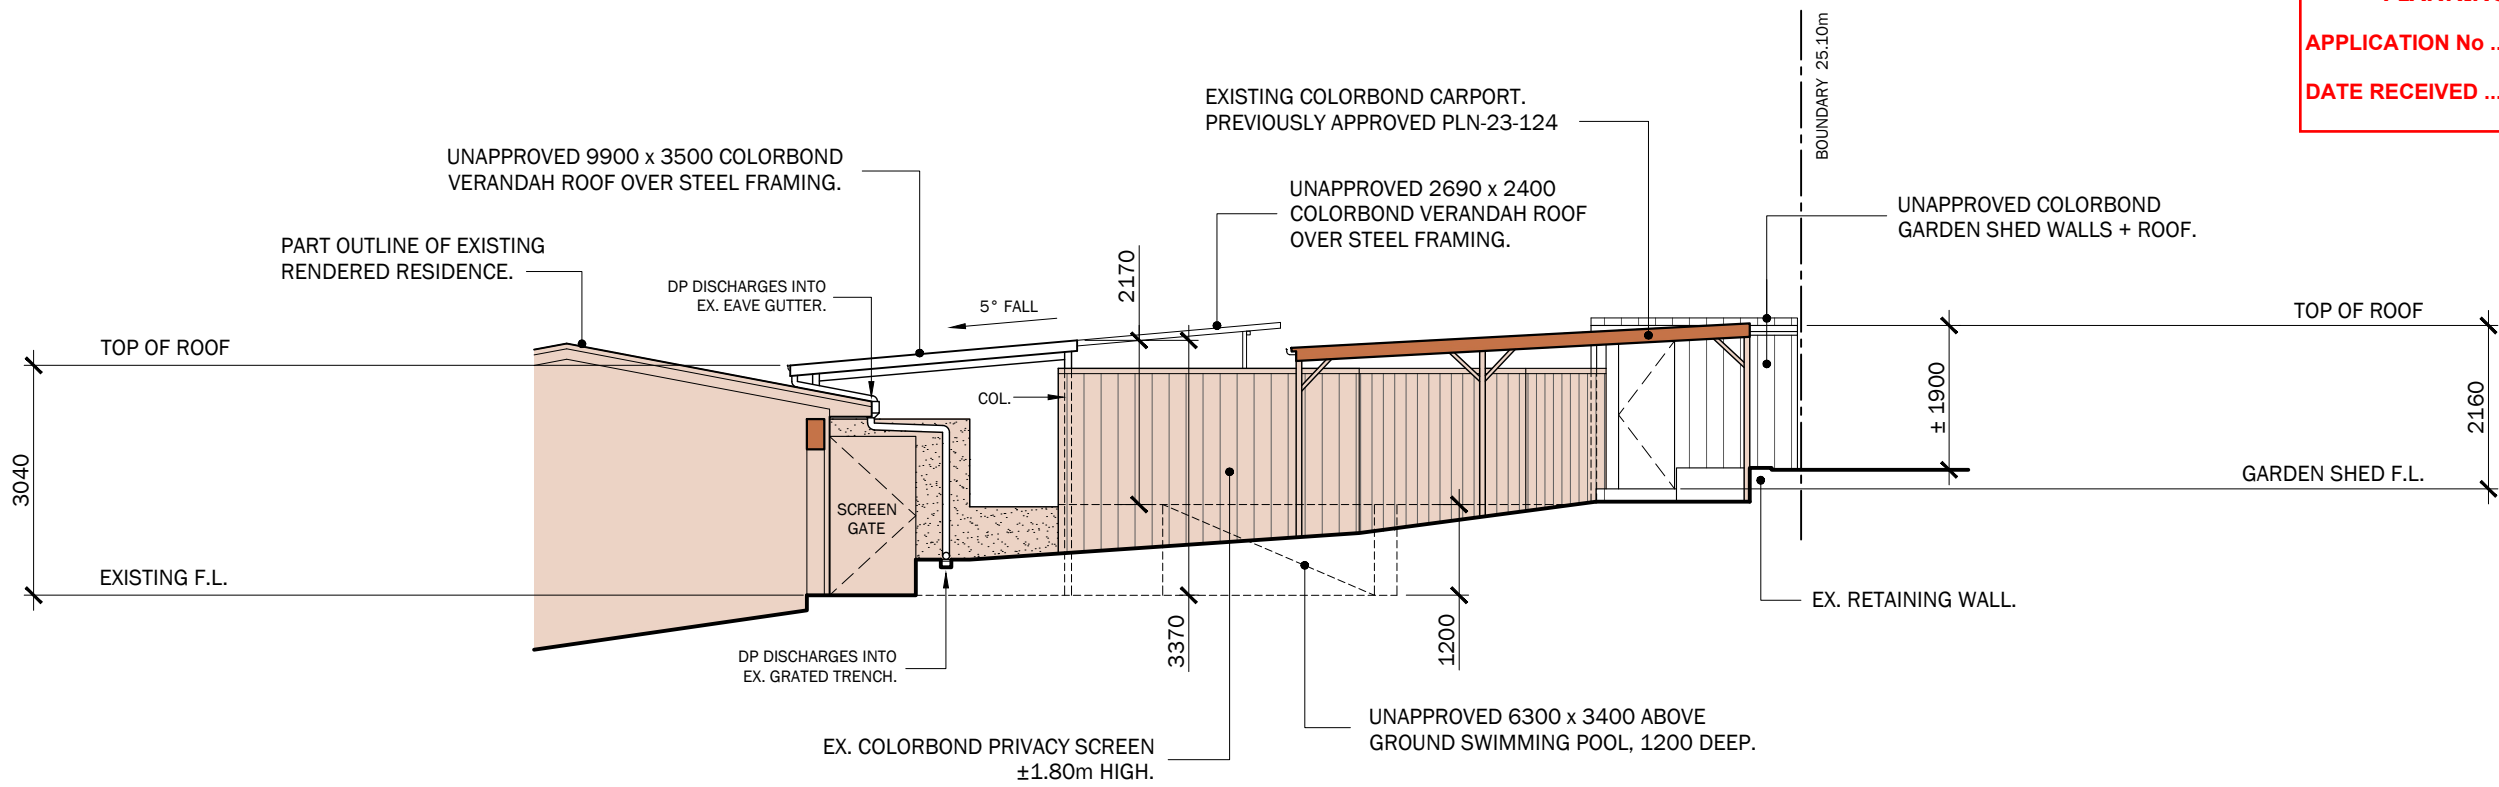 APPLICATION No ..
DATE RECEIVED ...
BOUNDARY 25.10m
EXISTING COLORBOND CARPORT.
PREVIOUSLY APPROVED PLN-23-124
UNAPPROVED 9900 x 3500 COLORBOND
VERANDAH ROOF OVER STEEL FRAMING.
UNAPPROVED 2690 x 2400
COLORBOND VERANDAH ROOF
OVER STEEL FRAMING.
UNAPPROVED COLORBOND
GARDEN SHED WALLS + ROOF.
PART OUTLINE OF EXISTING
RENDERED RESIDENCE.
DP DISCHARGES INTO
EX. EAVE GUTTER.
5° FALL
2170
TOP OF ROOF
TOP OF ROOF
COL.
± 1900
2160
3040
GARDEN SHED F.L.
SCREEN
GATE
EXISTING F.L.
EX. RETAINING WALL.
3370
1200
DP DISCHARGES INTO
EX. GRATED TRENCH.
UNAPPROVED 6300 x 3400 ABOVE
GROUND SWIMMING POOL, 1200 DEEP.
EX. COLORBOND PRIVACY SCREEN
±1.80m HIGH.